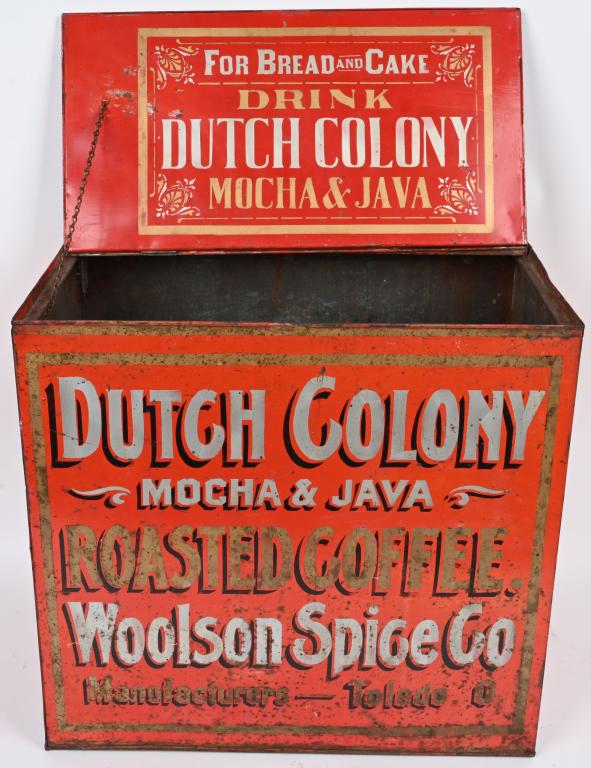 FOR BREAD AND CAKE
DRINK
DUTCH COLONY
MOCHA & JAVA
DUTCH COLONY
MOCHA & JAVA
ROASTED COFFEE.
Woolson Spice Co
Manufacturers — Toledo O